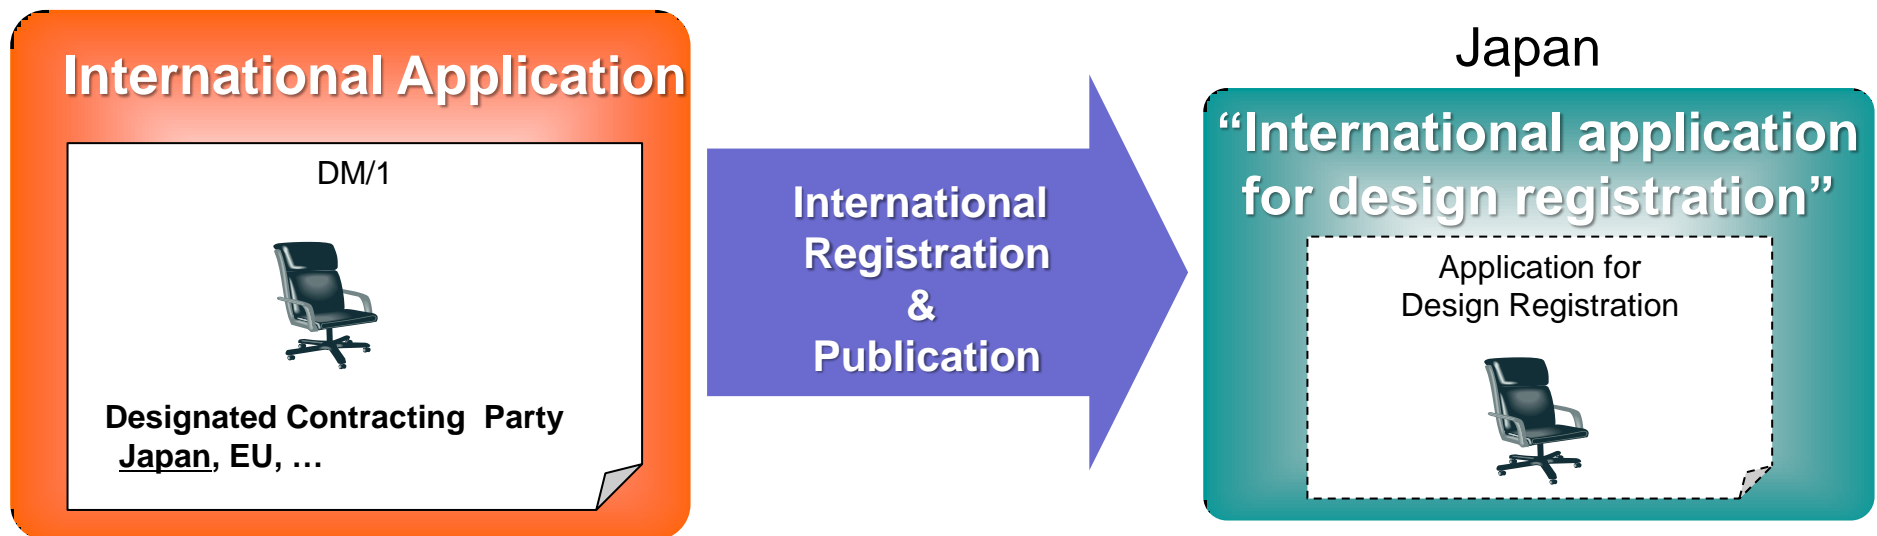 International Application
DM/1
Designated Contracting Party
Japan, EU, …
International
Registration
&
Publication
Japan
“International application
for design registration”
Application for
Design Registration